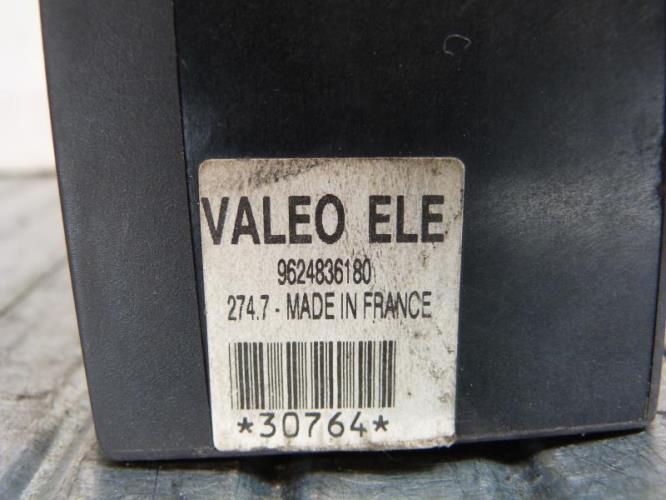 VALEO ELE
9624836180
274.7 - MADE IN FRANCE
*30764*